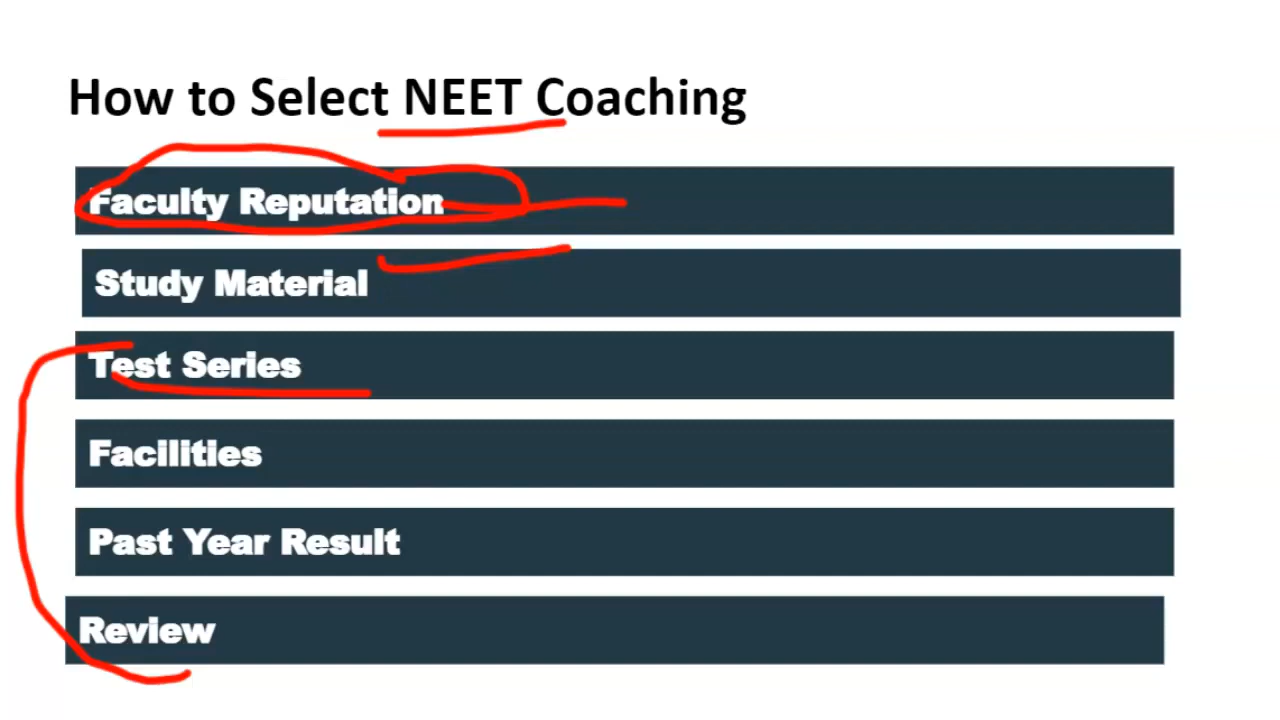 How to Select NEET Coaching
Faculty Reputation
Study Material
Test Series
Facilities
Past Year Result
Review